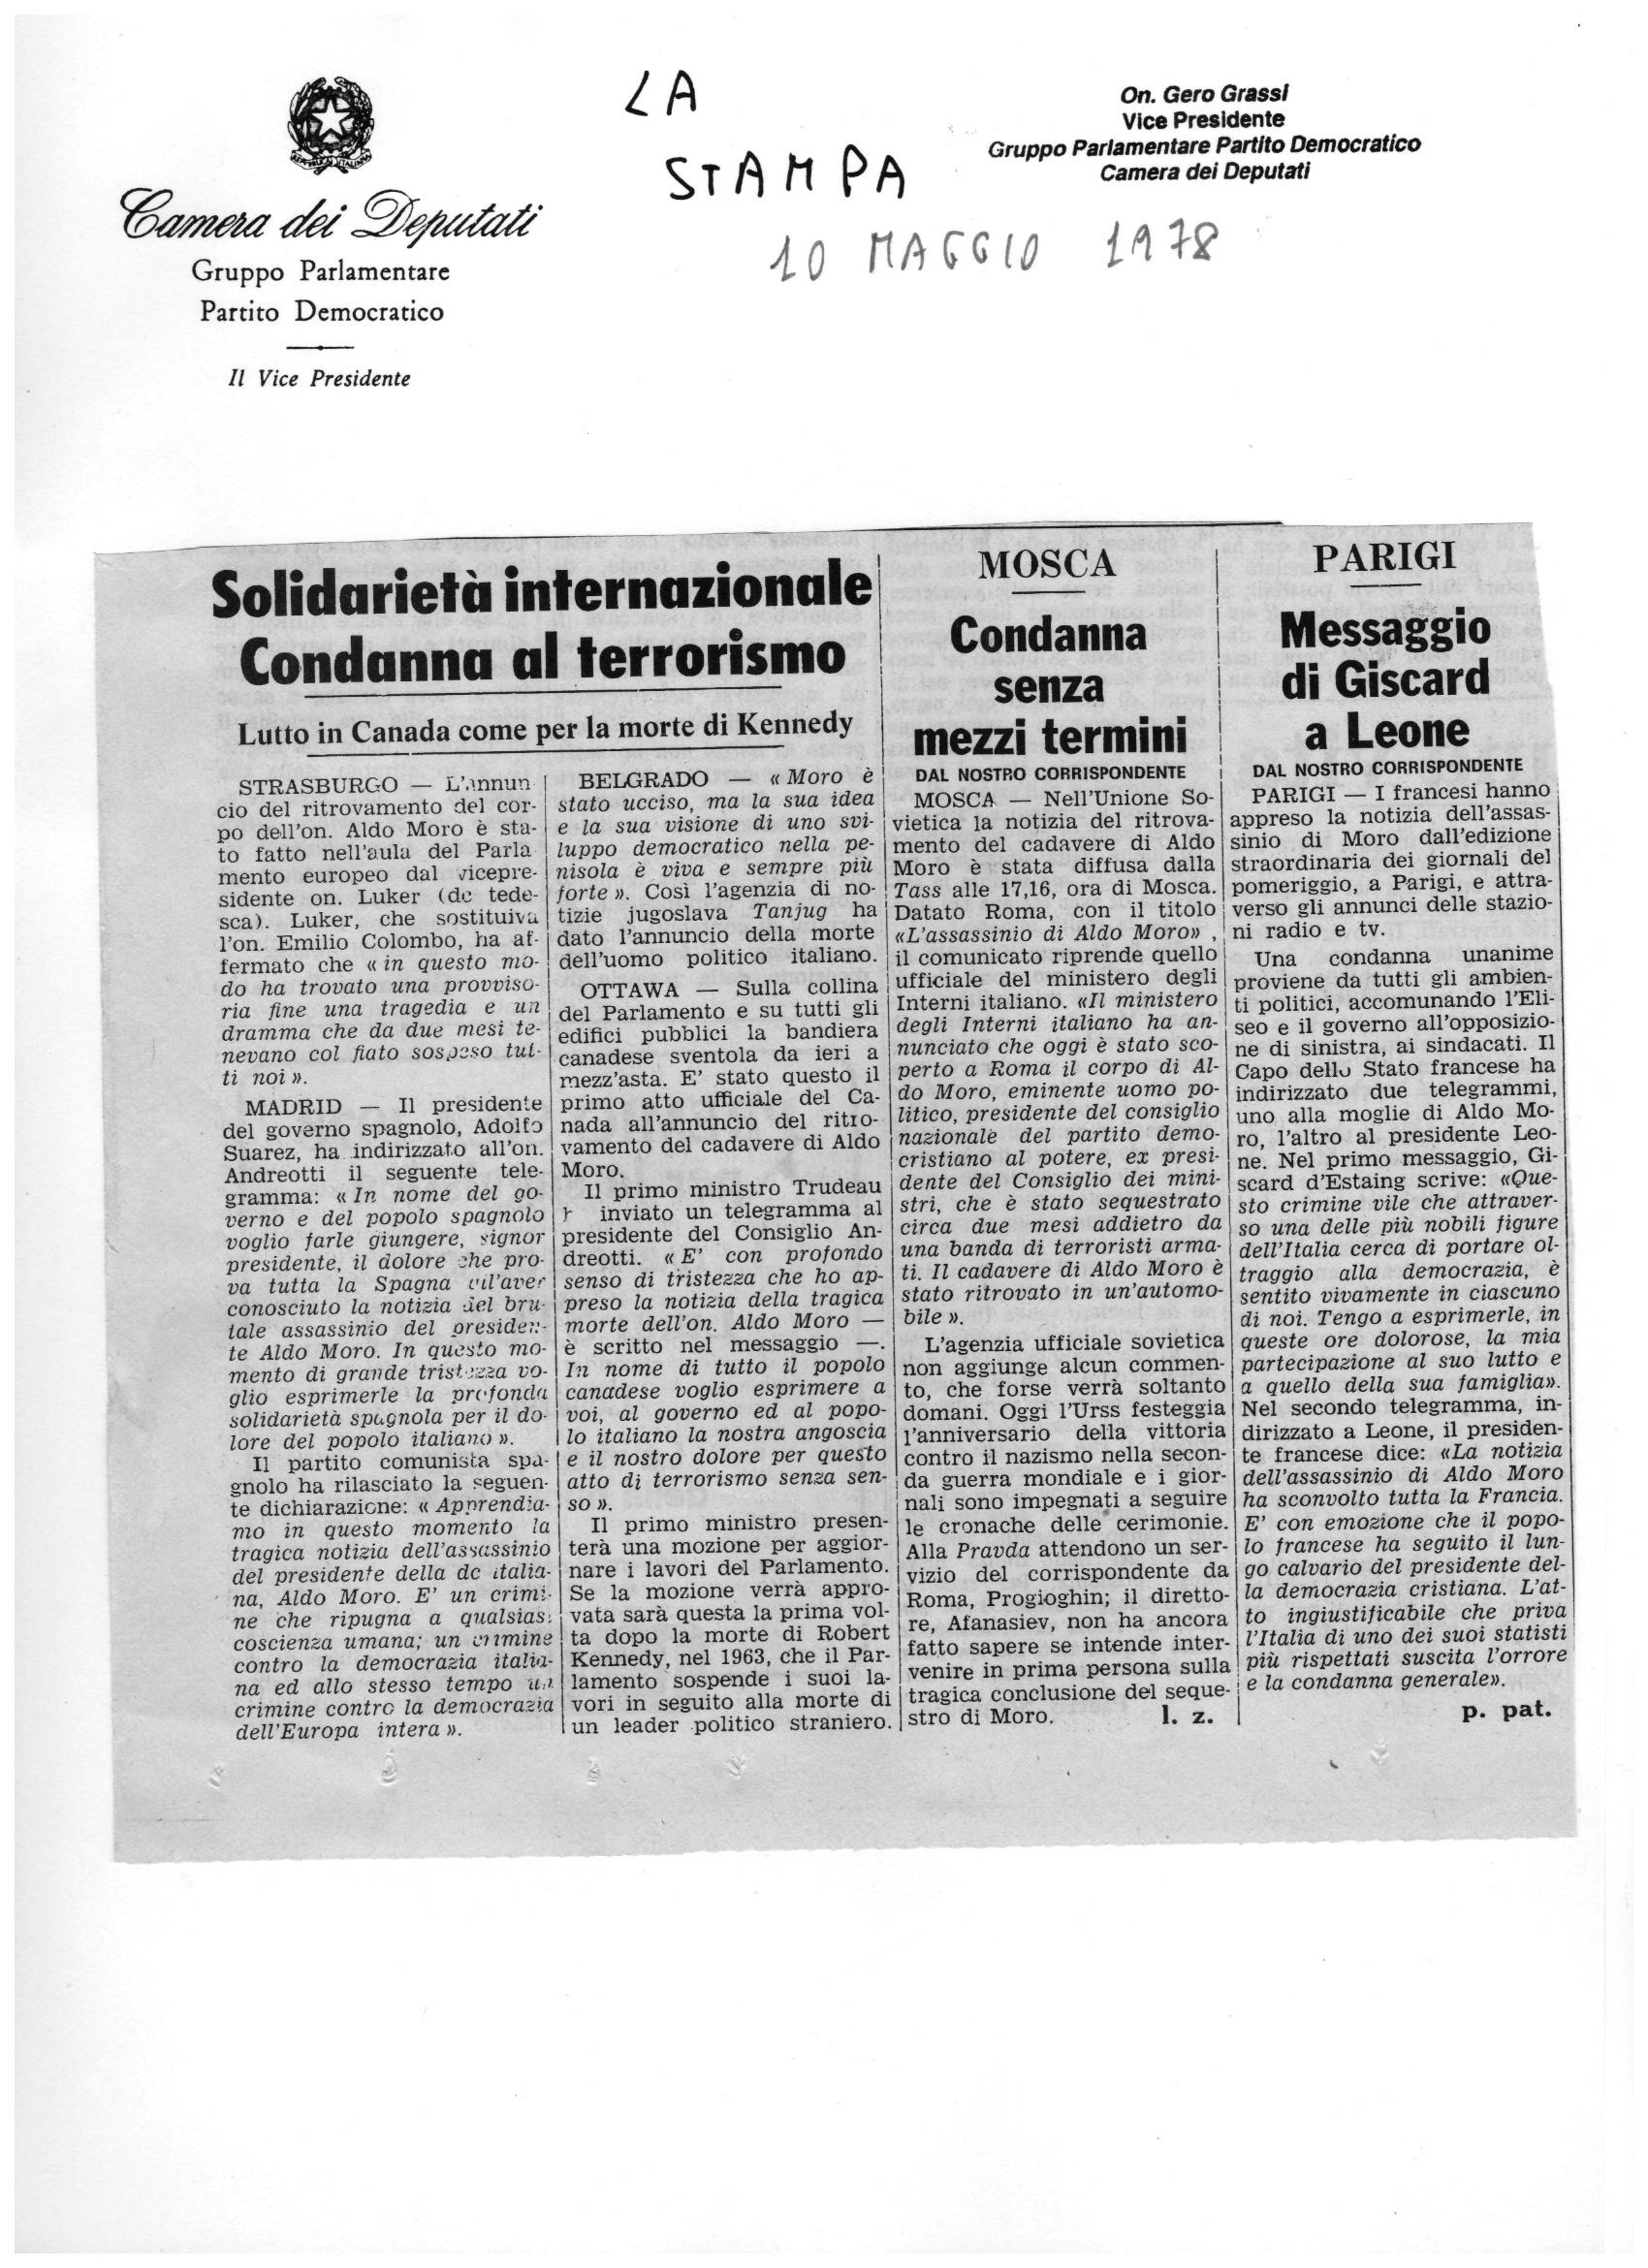 REPVBBLICA ITALIANA
Camera dei Deputati
Gruppo Parlamentare
Partito Democratico
Il Vice Presidente
LA
STAMPA
10 MAGGIO 1978
On. Gero Grassi
Vice Presidente
Gruppo Parlamentare Partito Democratico
Camera dei Deputati
Solidarietà internazionale
Condanna al terrorismo
Lutto in Canada come per la morte di Kennedy
STRASBURGO — L'annun
cio del ritrovamento del cor-
po dell'on. Aldo Moro è sta-
to fatto nell'aula del Parla
mento europeo dal vicepre-
sidente on. Luker (dc tede-
sca). Luker, che sostituiva
l'on. Emilio Colombo, ha af-
fermato che « in questo mo-
do ha trovato una provviso-
ria fine una tragedia e un
dramma che da due mesi te-
nevano col fiato sospeso tut-
ti noi ».
MADRID — Il presidente
del governo spagnolo, Adolfo
Suarez, ha indirizzato all'on.
Andreotti il seguente tele-
gramma: « In nome del go-
verno e del popolo spagnolo
voglio farle giungere, signor
presidente, il dolore che pro-
va tutta la Spagna all'aver
conosciuto la notizia del bru-
tale assassinio del presiden-
te Aldo Moro. In questo mo-
mento di grande tristezza vo-
glio esprimerle la profonda
solidarietà spagnola per il do-
lore del popolo italiano ».
Il partito comunista spa-
gnolo ha rilasciato la seguen-
te dichiarazione: « Apprendia-
mo in questo momento la
tragica notizia dell'assassinio
del presidente della dc italia-
na, Aldo Moro. E' un crimi-
ne che ripugna a qualsiasi
coscienza umana; un crimine
contro la democrazia italia-
na ed allo stesso tempo un
crimine contro la democrazia
dell'Europa intera ».
BELGRADO — « Moro è
stato ucciso, ma la sua idea
e la sua visione di uno svi-
luppo democratico nella pe-
nisola è viva e sempre più
forte ». Così l'agenzia di no-
tizie jugoslava Tanjug ha
dato l'annuncio della morte
dell'uomo politico italiano.
OTTAWA — Sulla collina
del Parlamento e su tutti gli
edifici pubblici la bandiera
canadese sventola da ieri a
mezz'asta. E' stato questo il
primo atto ufficiale del Ca-
nada all'annuncio del ritro-
vamento del cadavere di Aldo
Moro.
Il primo ministro Trudeau
inviato un telegramma al
presidente del Consiglio An-
dreotti. « E' con profondo
senso di tristezza che ho ap-
preso la notizia della tragica
morte dell'on. Aldo Moro —
è scritto nel messaggio —.
In nome di tutto il popolo
canadese voglio esprimere a
voi, al governo ed al popo-
lo italiano la nostra angoscia
e il nostro dolore per questo
atto di terrorismo senza sen-
so ».
Il primo ministro presen-
terà una mozione per aggior-
nare i lavori del Parlamento.
Se la mozione verrà appro-
vata sarà questa la prima vol-
ta dopo la morte di Robert
Kennedy, nel 1963, che il Par-
lamento sospende i suoi la-
vori in seguito alla morte di
un leader politico straniero.
MOSCA
Condanna
senza
mezzi termini
DAL NOSTRO CORRISPONDENTE
MOSCA — Nell'Unione So-
vietica la notizia del ritrova-
mento del cadavere di Aldo
Moro è stata diffusa dalla
Tass alle 17,16, ora di Mosca.
Datato Roma, con il titolo
«L'assassinio di Aldo Moro» ,
il comunicato riprende quello
ufficiale del ministero degli
Interni italiano. «Il ministero
degli Interni italiano ha an-
nunciato che oggi è stato sco-
perto a Roma il corpo di Al-
do Moro, eminente uomo po-
litico, presidente del consiglio
nazionale del partito demo-
cristiano al potere, ex presi-
dente del Consiglio dei mini-
stri, che è stato sequestrato
circa due mesi addietro da
una banda di terroristi arma-
ti. Il cadavere di Aldo Moro è
stato ritrovato in un'automo-
bile ».
L'agenzia ufficiale sovietica
non aggiunge alcun commen-
to, che forse verrà soltanto
domani. Oggi l'Urss festeggia
l'anniversario della vittoria
contro il nazismo nella secon-
da guerra mondiale e i gior-
nali sono impegnati a seguire
le cronache delle cerimonie.
Alla Pravda attendono un ser-
vizio del corrispondente da
Roma, Progioghin; il diretto-
re, Afanasiev, non ha ancora
fatto sapere se intende inter-
venire in prima persona sulla
tragica conclusione del seque-
stro di Moro. l. z.
PARIGI
Messaggio
di Giscard
a Leone
DAL NOSTRO CORRISPONDENTE
PARIGI — I francesi hanno
appreso la notizia dell'assas-
sinio di Moro dall'edizione
straordinaria dei giornali del
pomeriggio, a Parigi, e attra-
verso gli annunci delle stazio-
ni radio e tv.
Una condanna unanime
proviene da tutti gli ambien-
ti politici, accomunando l'Eli-
seo e il governo all'opposizio-
ne di sinistra, ai sindacati. Il
Capo dello Stato francese ha
indirizzato due telegrammi,
uno alla moglie di Aldo Mo-
ro, l'altro al presidente Leo-
ne. Nel primo messaggio, Gi-
scard d'Estaing scrive: «Que-
sto crimine vile che attraver-
so una delle più nobili figure
dell'Italia cerca di portare ol-
traggio alla democrazia, è
sentito vivamente in ciascuno
di noi. Tengo a esprimerle, in
queste ore dolorose, la mia
partecipazione al suo lutto e
a quello della sua famiglia».
Nel secondo telegramma, in-
dirizzato a Leone, il presiden-
te francese dice: «La notizia
dell'assassinio di Aldo Moro
ha sconvolto tutta la Francia.
E' con emozione che il popo-
lo francese ha seguito il lun-
go calvario del presidente del-
la democrazia cristiana. L'at-
to ingiustificabile che priva
l'Italia di uno dei suoi statisti
più rispettati suscita l'orrore
e la condanna generale».
p. pat.